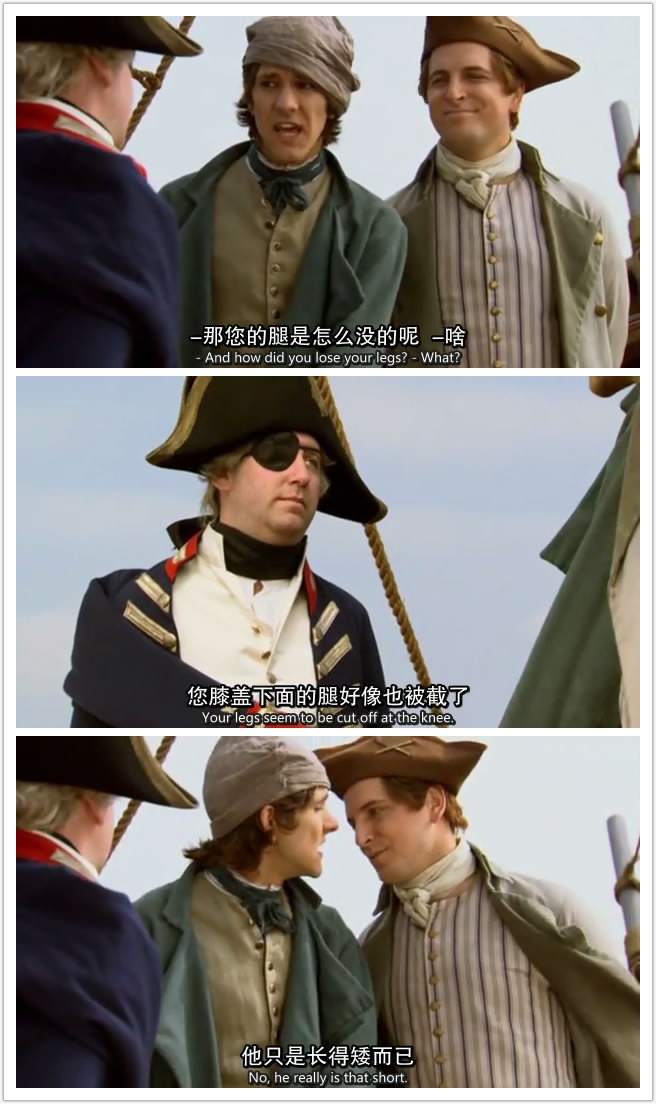 -那您的腿是怎么没的呢 -啥
- And how did you lose your legs? - What?
您膝盖下面的腿好像也被截了
Your legs seem to be cut off at the knee.
他只是长得矮而已
No, he really is that short.